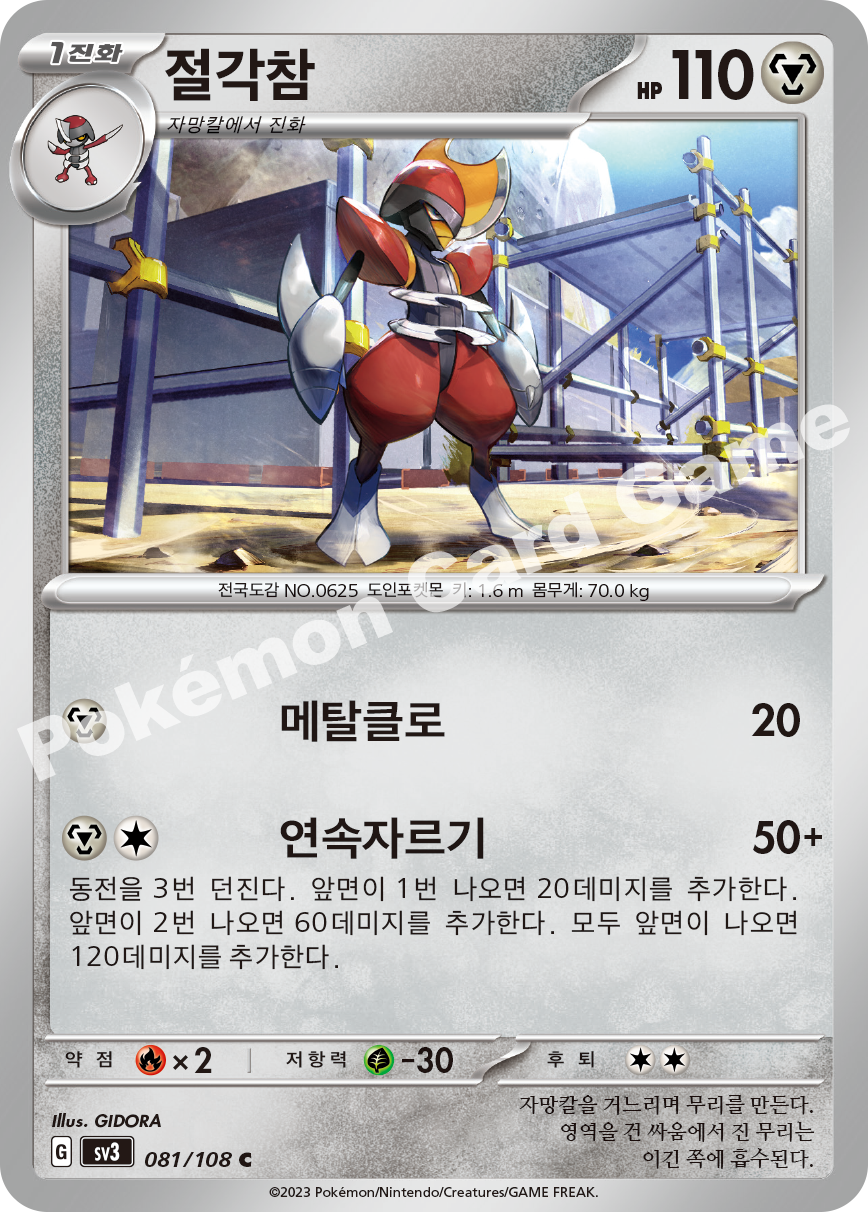 1진화
절각참
HP 110
자망칼에서 진화
전국도감 NO.0625 도인포켓몬 키: 1.6 m 몸무게: 70.0 kg
Pokémon Card Game
메탈클로 20
연속자르기 50+
동전을 3번 던진다. 앞면이 1번 나오면 20데미지를 추가한다.
앞면이 2번 나오면 60데미지를 추가한다. 모두 앞면이 나오면
120데미지를 추가한다.
약점 ×2 저항력 -30 후퇴
Illus. GIDORA
자망칼을 거느리며 무리를 만든다.
영역을 건 싸움에서 진 무리는
이긴 쪽에 흡수된다.
G sv3 081/108 C
©2023 Pokémon/Nintendo/Creatures/GAME FREAK.